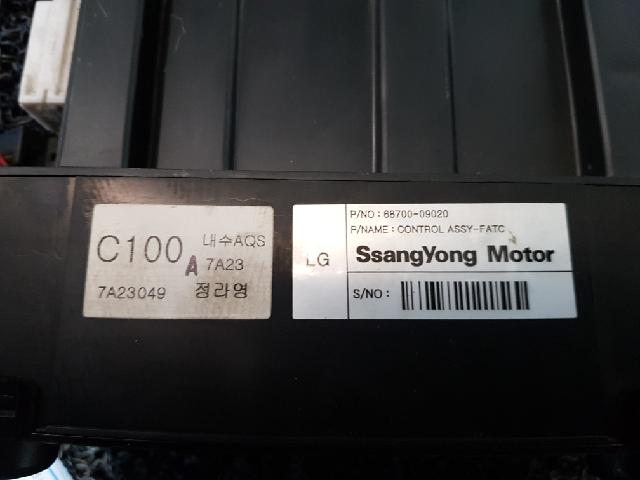 C100 내수AQS
A 7A23
7A23049 정라영
LG
P/NO : 68700-09020
P/NAME : CONTROL ASSY-FATC
SsangYong Motor
S/NO :